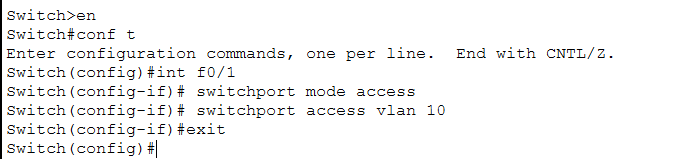 Switch>en
Switch#conf t
Enter configuration commands, one per line.  End with CNTL/Z.
Switch(config)#int f0/1
Switch(config-if)# switchport mode access
Switch(config-if)# switchport access vlan 10
Switch(config-if)#exit
Switch(config)#